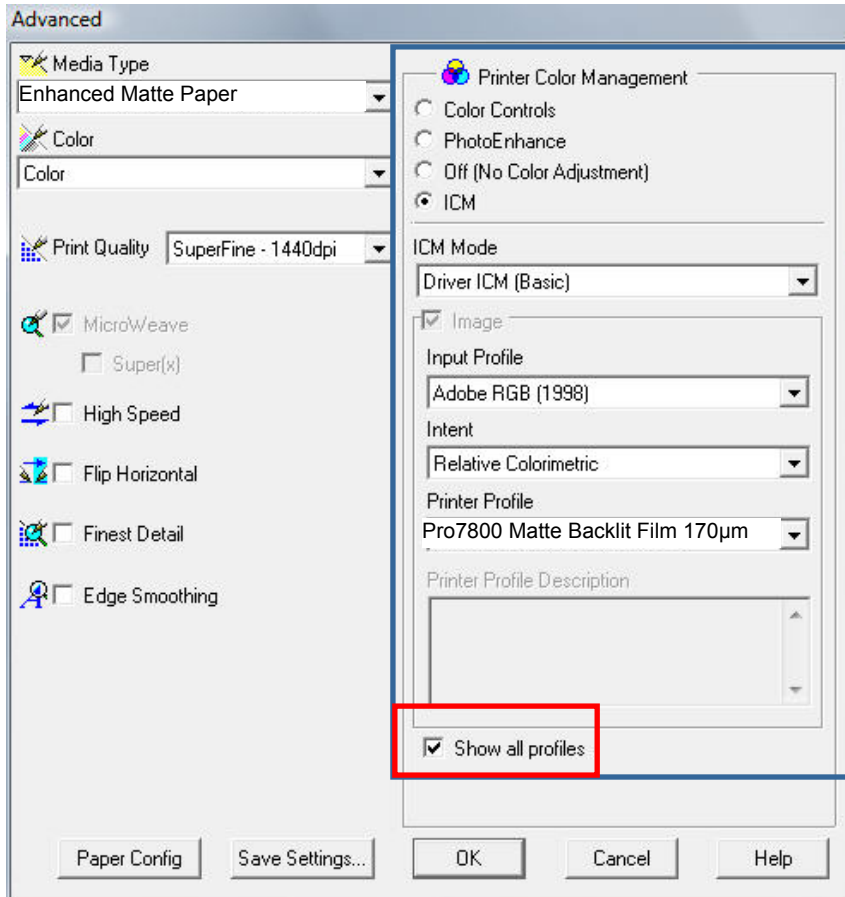 Advanced
Media Type
Enhanced Matte Paper
Color
Color
Print Quality SuperFine - 1440dpi
MicroWeave
Super(x)
High Speed
Flip Horizontal
Finest Detail
Edge Smoothing
Printer Color Management
Color Controls
PhotoEnhance
Off (No Color Adjustment)
ICM
ICM Mode
Driver ICM (Basic)
Image
Input Profile
Adobe RGB (1998)
Intent
Relative Colorimetric
Printer Profile
Pro7800 Matte Backlit Film 170µm
Printer Profile Description
Show all profiles
Paper Config Save Settings... OK Cancel Help